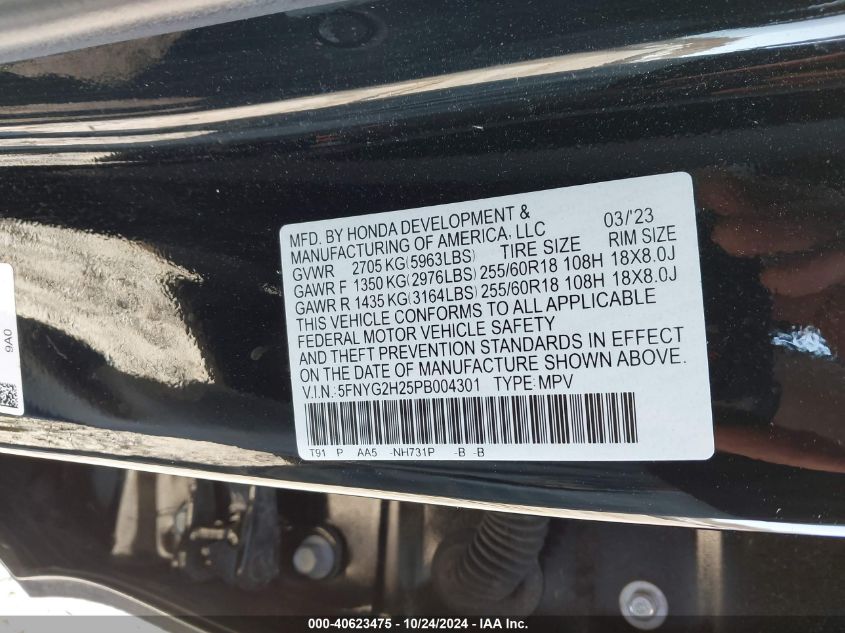 MFD. BY HONDA DEVELOPMENT & 03/'23
MANUFACTURING OF AMERICA, LLC
GVWR 2705 KG(5963LBS) TIRE SIZE RIM SIZE
GAWR F 1350 KG(2976LBS) 255/60R18 108H 18X8.0J
GAWR R 1435 KG(3164LBS) 255/60R18 108H 18X8.0J
THIS VEHICLE CONFORMS TO ALL APPLICABLE
FEDERAL MOTOR VEHICLE SAFETY
AND THEFT PREVENTION STANDARDS IN EFFECT
ON THE DATE OF MANUFACTURE SHOWN ABOVE.
V.I.N.: 5FNYG2H25PB004301 TYPE: MPV
T91 P AA5 -NH731P -B -B
9A0
000-40623475 - 10/24/2024 - IAA Inc.